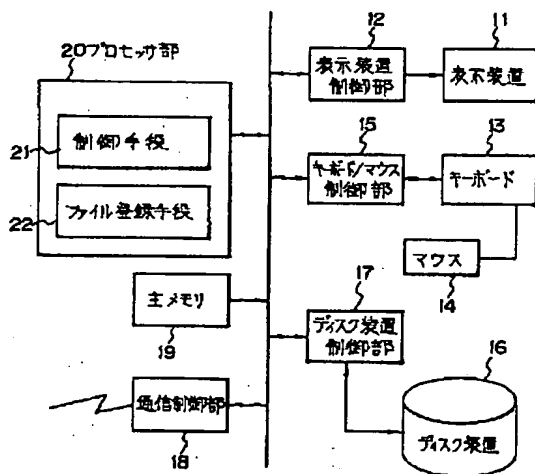 20プロセッサ部
21
制御手段
22
ファイル登録手段
主メモリ
19
通信制御部
18
12
表示装置
制御部
11
表示装置
15
キーボード/マウス
制御部
13
キーボード
マウス
14
17
ディスク装置
制御部
16
ディスク装置